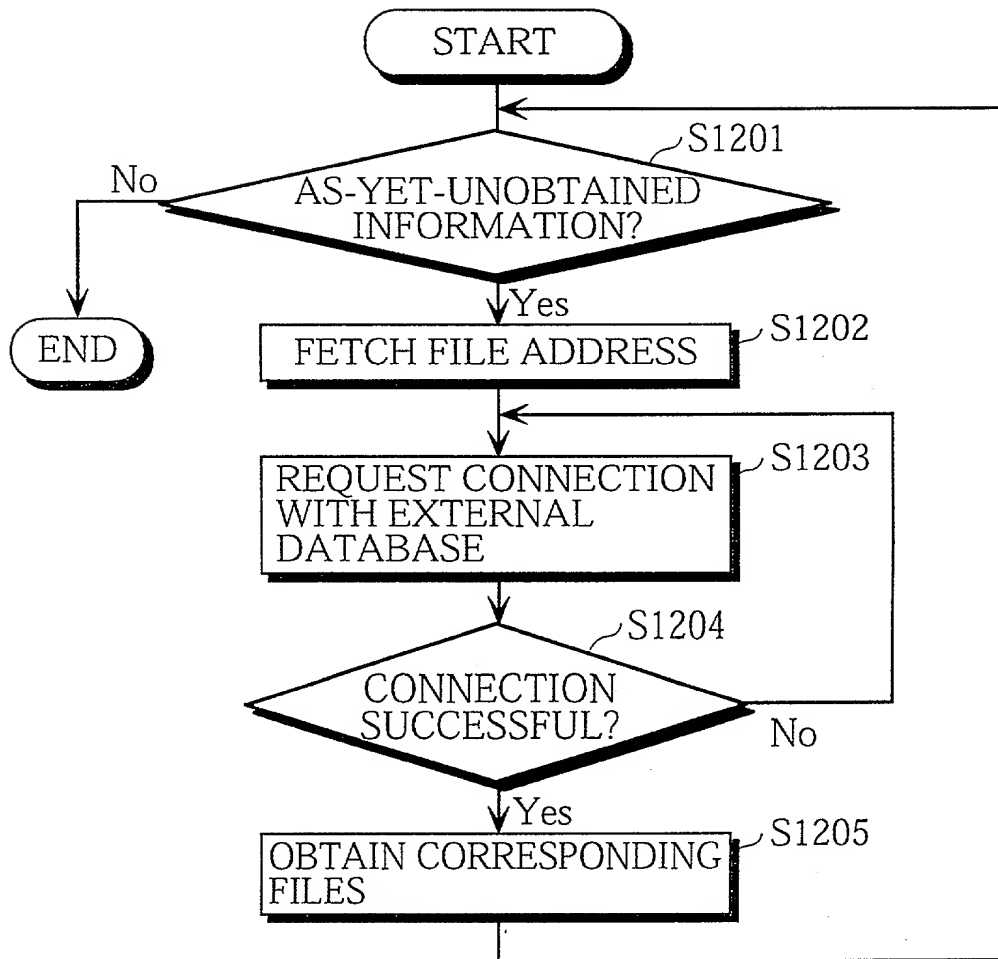 START
S1201
No
AS-YET-UNOBTAINED
INFORMATION?
Yes
END
S1202
FETCH FILE ADDRESS
S1203
REQUEST CONNECTION
WITH EXTERNAL
DATABASE
S1204
CONNECTION
SUCCESSFUL?
No
Yes
S1205
OBTAIN CORRESPONDING
FILES